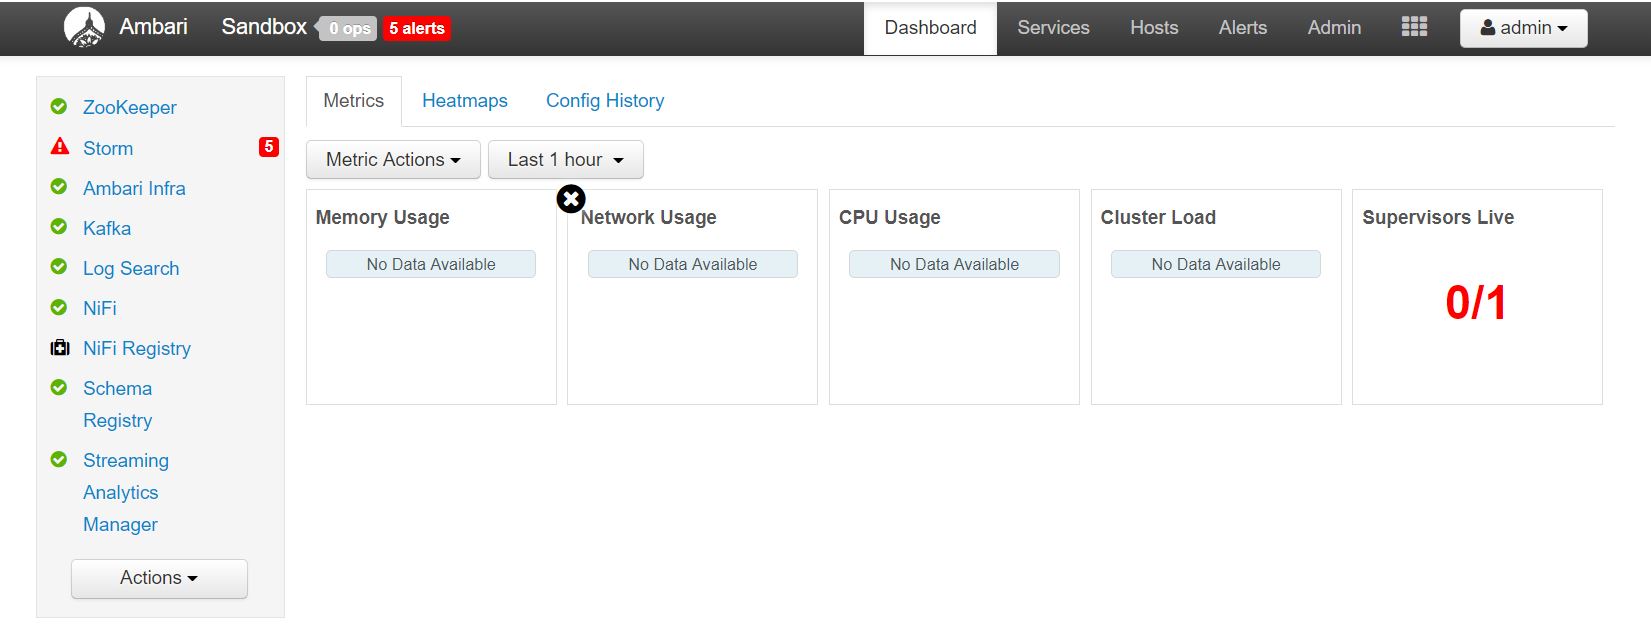 Ambari Sandbox 0 ops 5 alerts Dashboard Services Hosts Alerts Admin admin
ZooKeeper
Storm 5
Ambari Infra
Kafka
Log Search
NiFi
NiFi Registry
Schema
Registry
Streaming
Analytics
Manager
Actions
Metrics Heatmaps Config History
Metric Actions Last 1 hour
Memory Usage
No Data Available
Network Usage
No Data Available
CPU Usage
No Data Available
Cluster Load
No Data Available
Supervisors Live
0/1